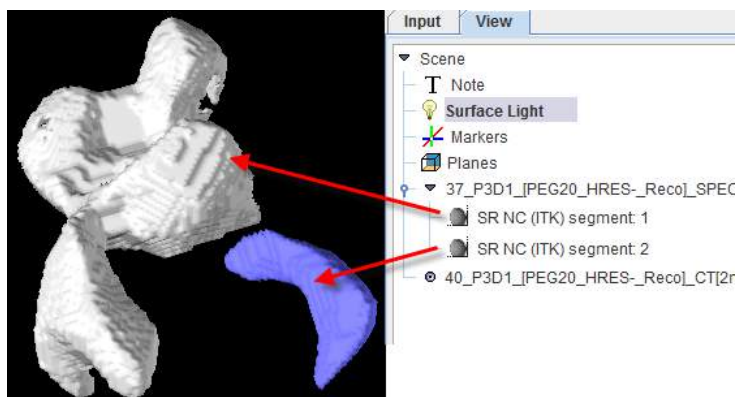 Input View
Scene
T Note
Surface Light
Markers
Planes
37_P3D1_[PEG20_HRES-_Reco]_SPEC
SR NC (ITK) segment: 1
SR NC (ITK) segment: 2
40_P3D1_[PEG20_HRES-_Reco]_CT[2n